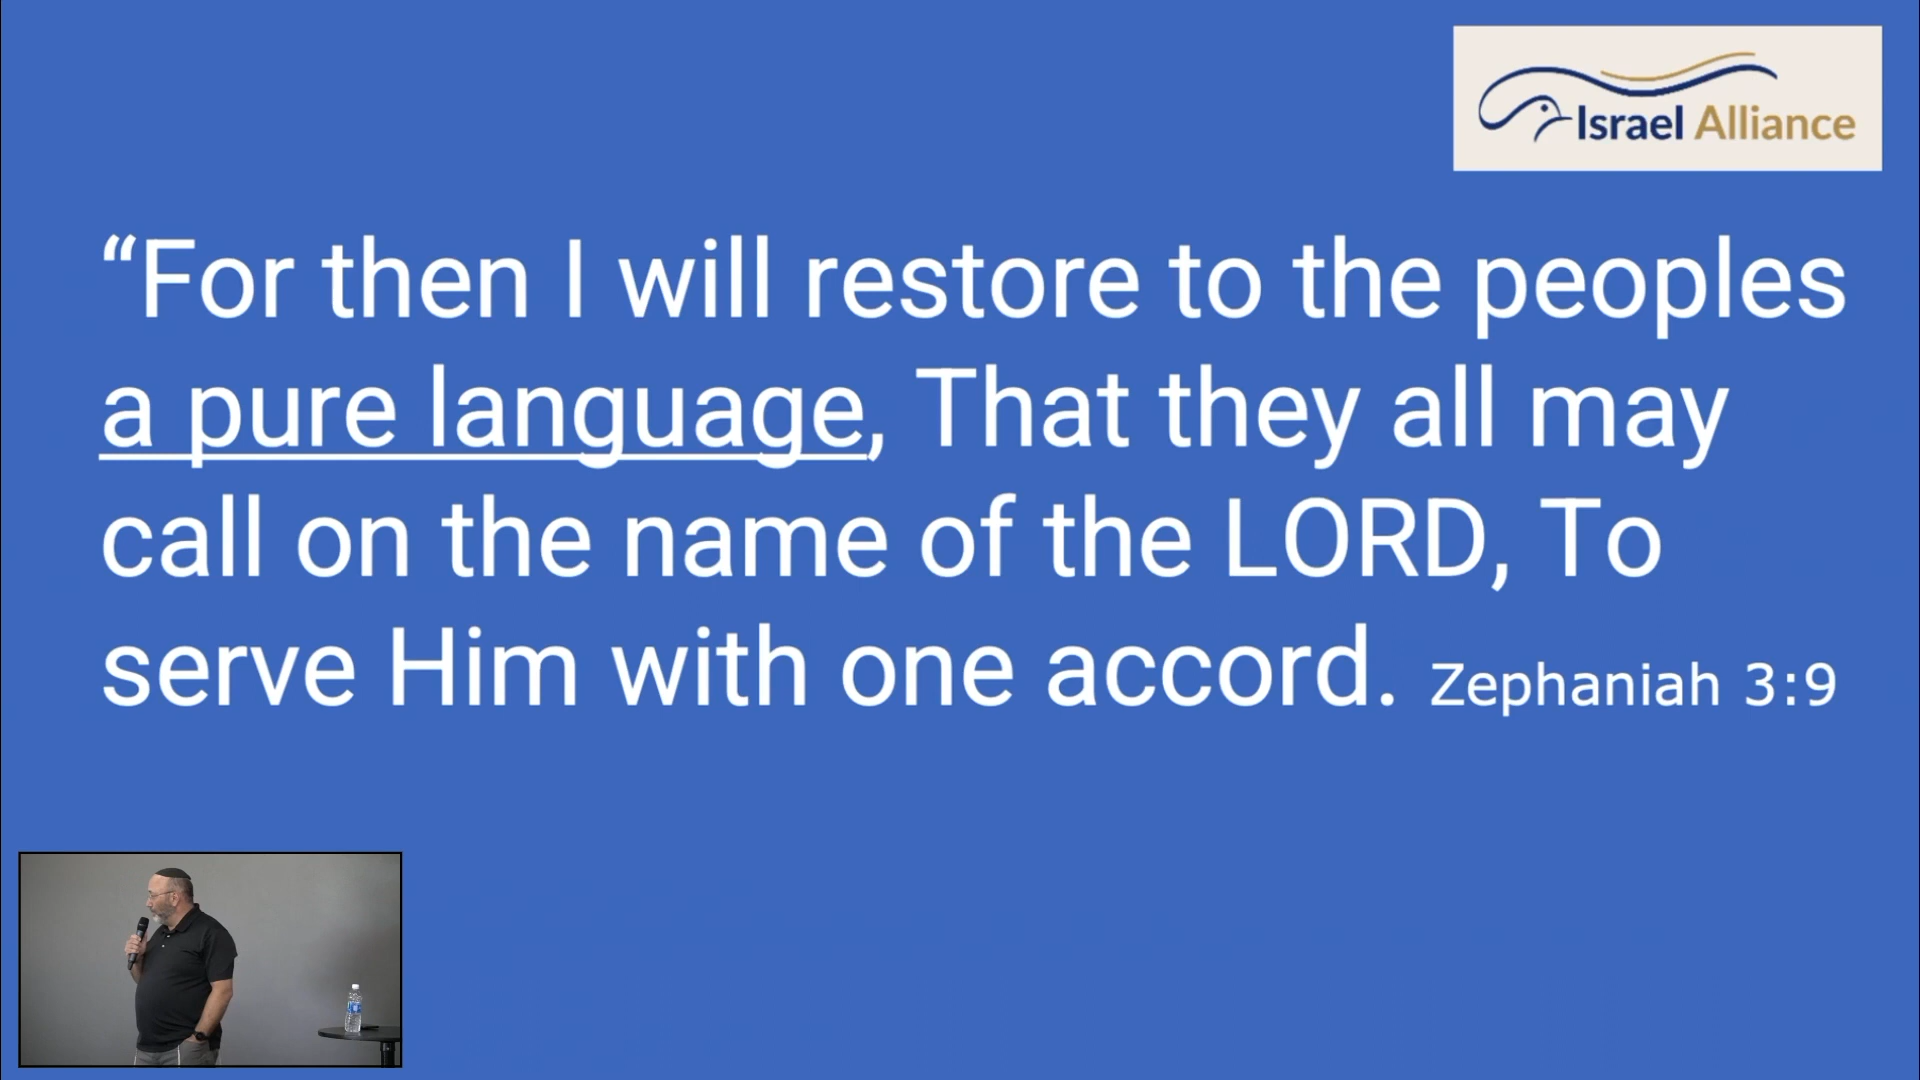 Israel Alliance
“For then I will restore to the peoples
a pure language, That they all may
call on the name of the LORD, To
serve Him with one accord. Zephaniah 3:9